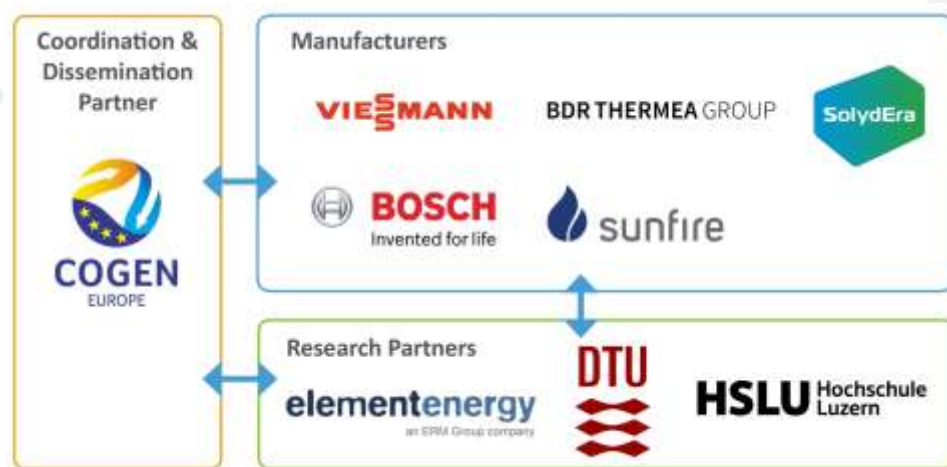 Coordination &
Dissemination
Partner
COGEN
EUROPE
Manufacturers
VIESSMANN
BDR THERMEA GROUP
SolydEra
BOSCH
Invented for life
sunfire
Research Partners
elementenergy
an ERM Group company
DTU
HSLU Hochschule
Luzern